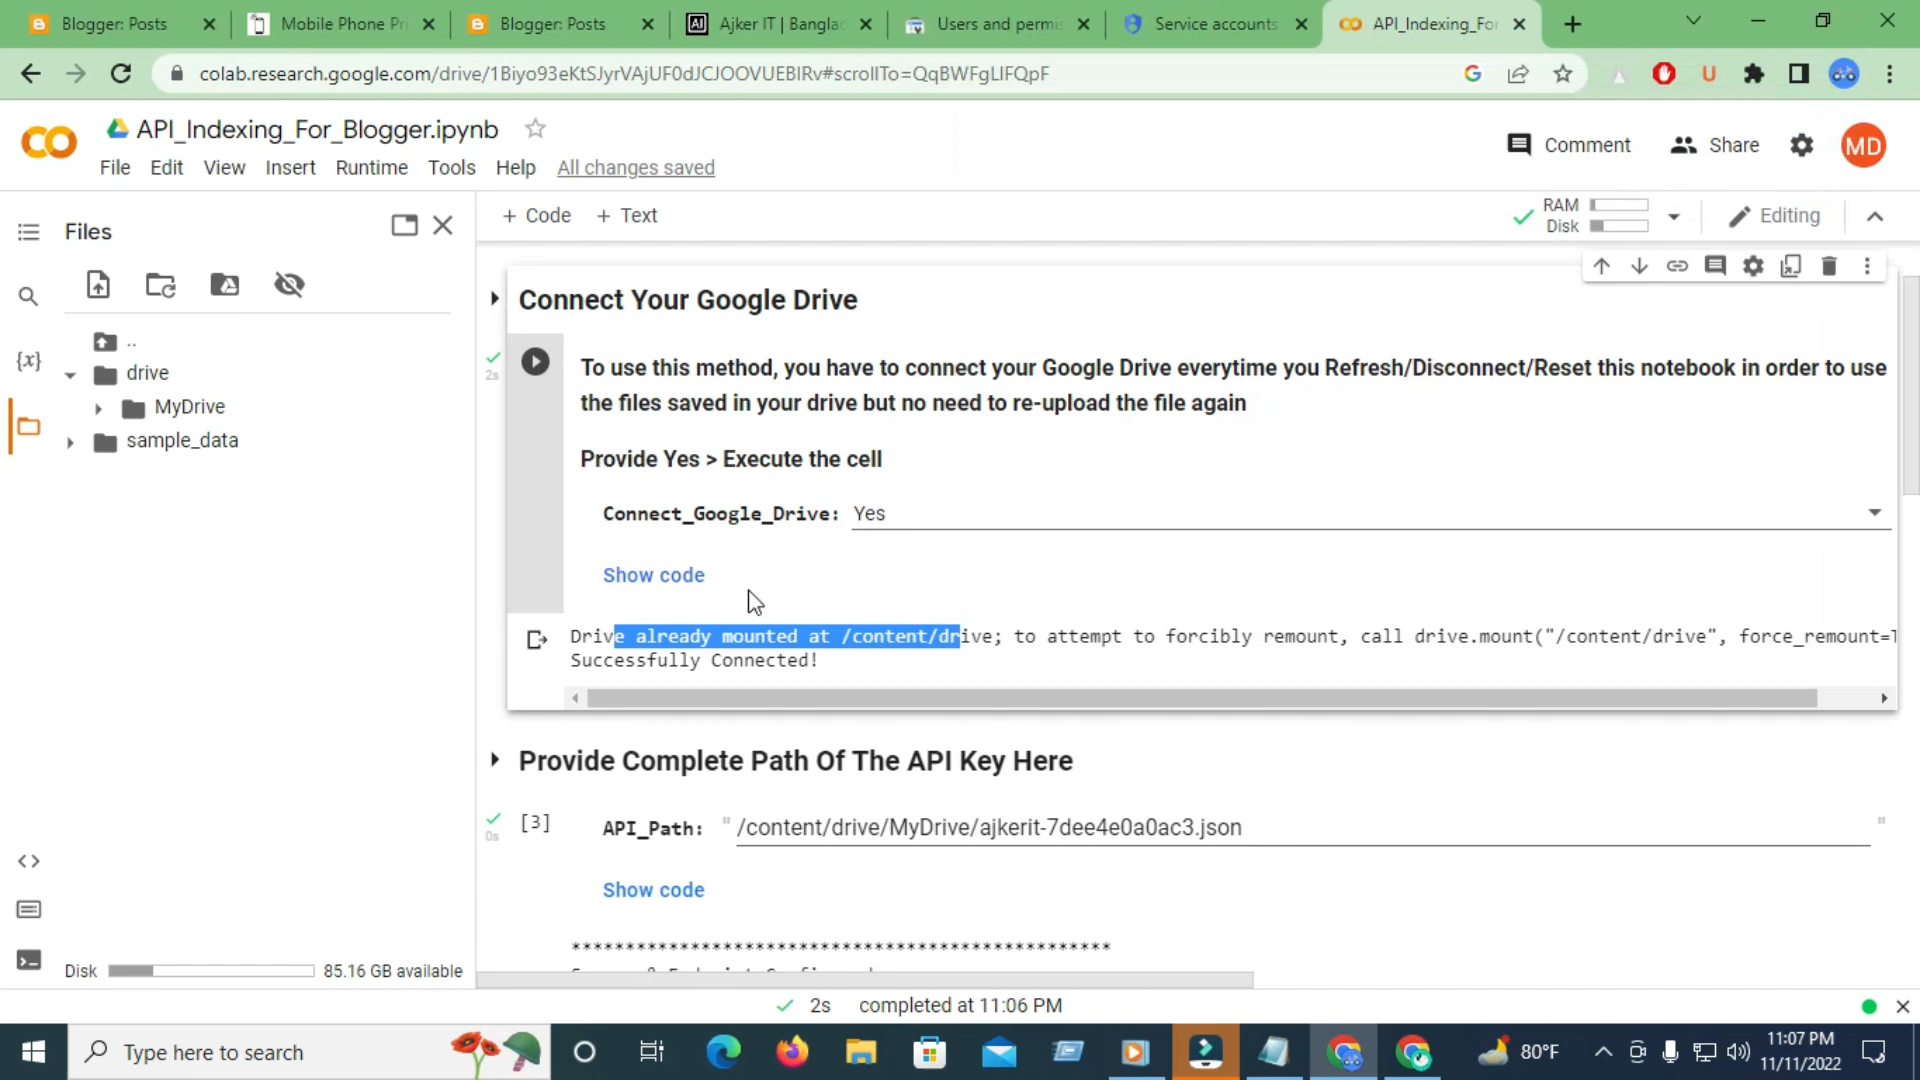 Blogger: Posts
Mobile Phone Pri
Blogger: Posts
Ajker IT | Banglad
Users and permis
Service accounts
API_Indexing_For
colab.research.google.com/drive/1Biyo93eKtSJyrVAjUF0dJCJOOVUEBIRv#scrollTo=QqBWFgLIFQpF
API_Indexing_For_Blogger.ipynb
Comment
Share
MD
File Edit View Insert Runtime Tools Help All changes saved
Files
+ Code + Text
RAM
Disk
Editing
..
drive
MyDrive
sample_data
{x}
Connect Your Google Drive
2s
To use this method, you have to connect your Google Drive everytime you Refresh/Disconnect/Reset this notebook in order to use
the files saved in your drive but no need to re-upload the file again
Provide Yes > Execute the cell
Connect_Google_Drive: Yes
Show code
Drive already mounted at /content/drive; to attempt to forcibly remount, call drive.mount("/content/drive", force_remount=T
Successfully Connected!
Provide Complete Path Of The API Key Here
0s
[3]
API_Path: "/content/drive/MyDrive/ajkerit-7dee4e0a0ac3.json"
Show code
**************************************************
Disk 85.16 GB available
2s completed at 11:06 PM
Type here to search
80°F
11:07 PM
11/11/2022